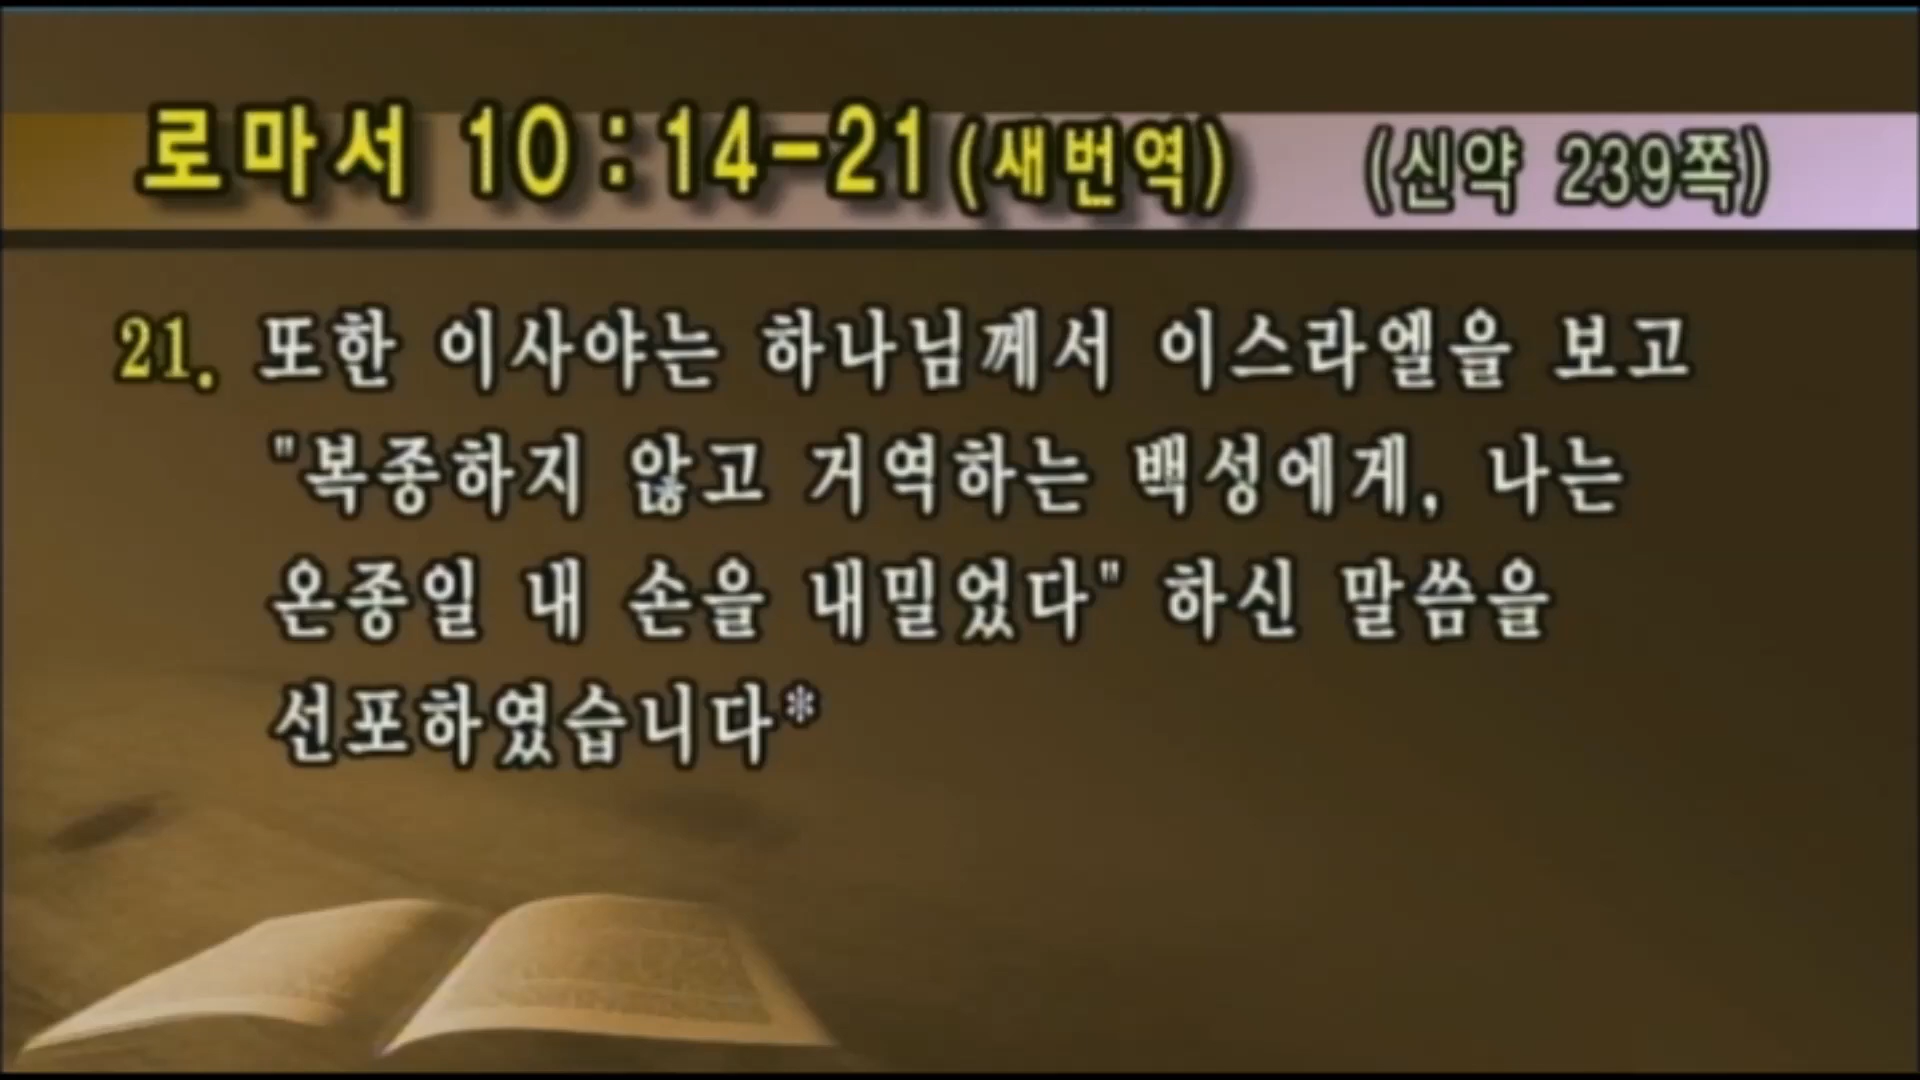 로마서 10:14-21(새번역) (신약 239쪽)
21. 또한 이사야는 하나님께서 이스라엘을 보고
"복종하지 않고 거역하는 백성에게, 나는
온종일 내 손을 내밀었다" 하신 말씀을
선포하였습니다*